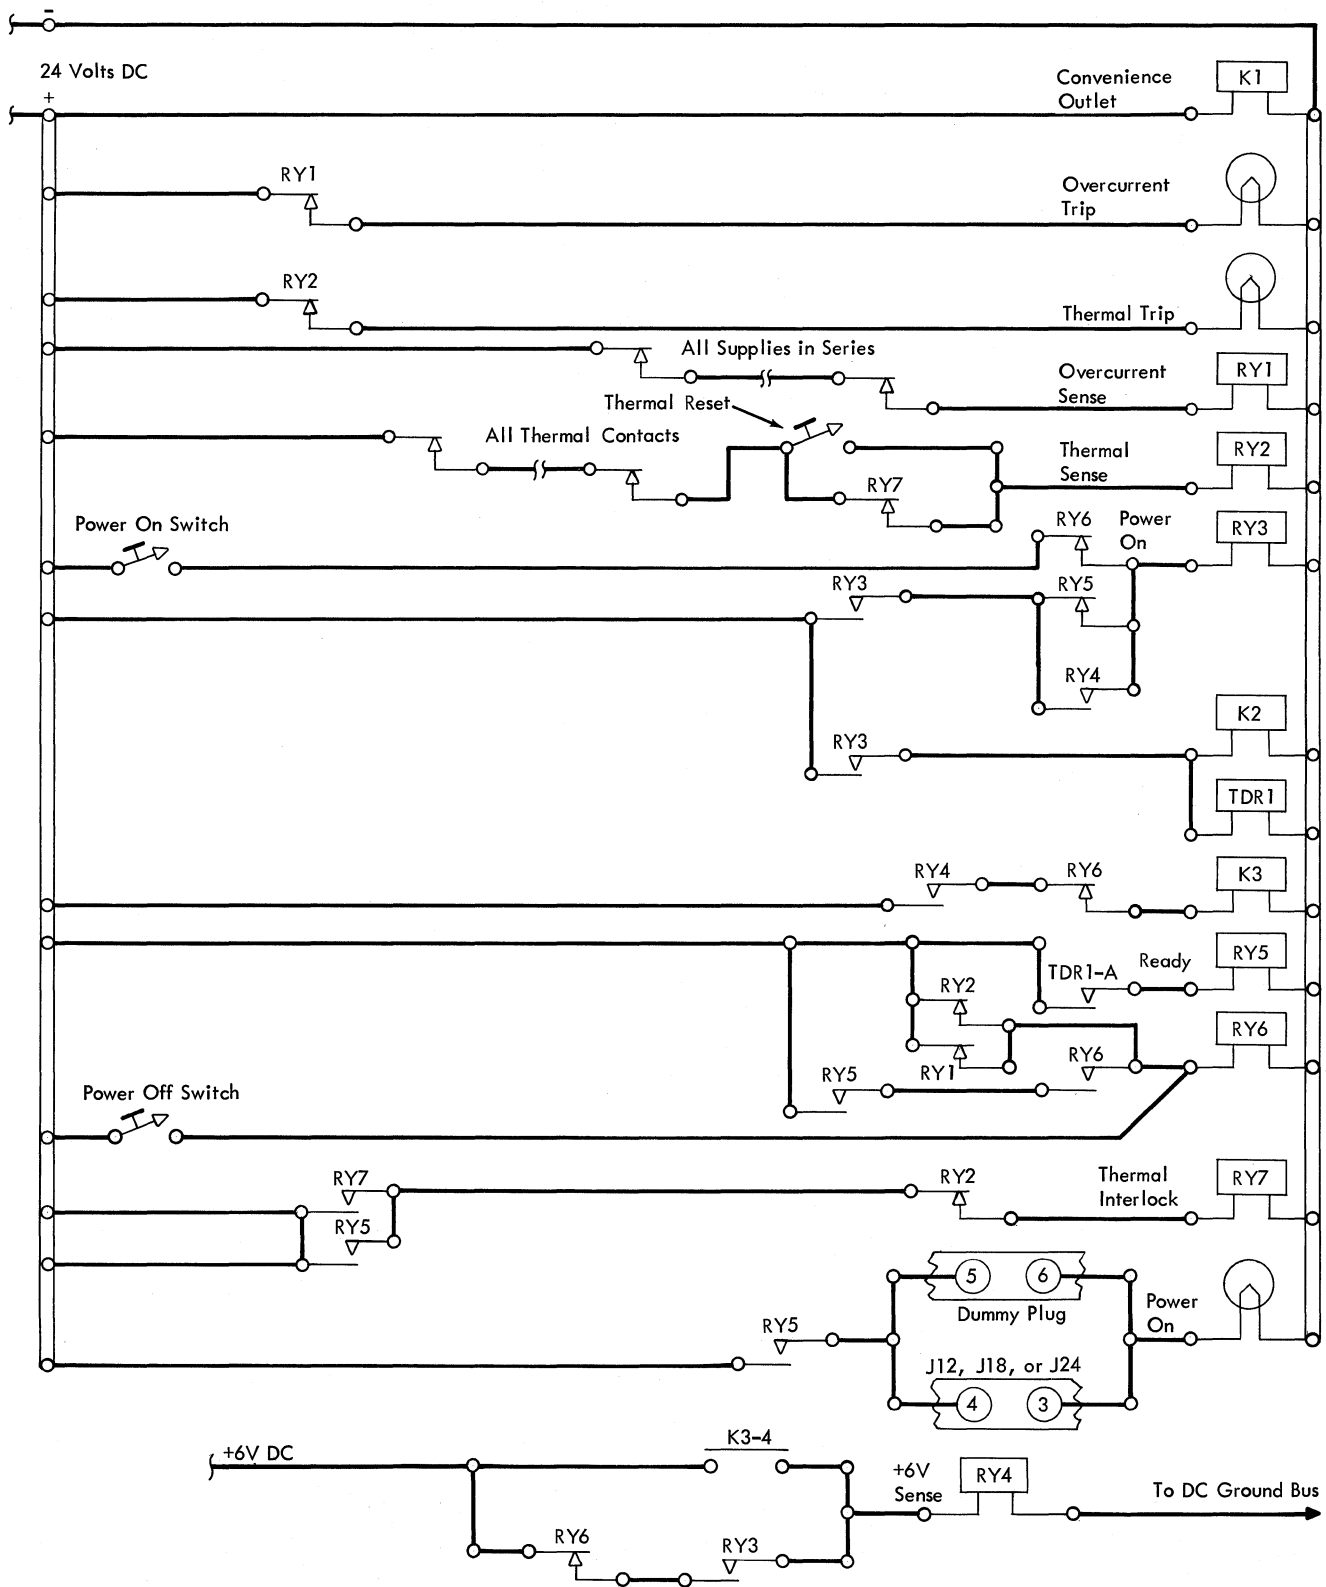 -
24 Volts DC
+
Convenience
Outlet
K1
RY1
Overcurrent
Trip
RY2
Thermal Trip
All Supplies in Series
Overcurrent
Sense
RY1
Thermal Reset
All Thermal Contacts
RY7
Thermal
Sense
RY2
Power On Switch
RY6
Power
On
RY3
RY3
RY5
RY4
K2
RY3
TDR1
RY4
RY6
K3
TDR1-A
Ready
RY5
RY2
RY6
RY6
RY1
RY5
Power Off Switch
RY7
RY5
RY2
Thermal
Interlock
RY7
5
6
Dummy Plug
Power
On
RY5
J12, J18, or J24
4
3
+6V DC
K3-4
+6V
Sense
RY4
To DC Ground Bus
RY6
RY3